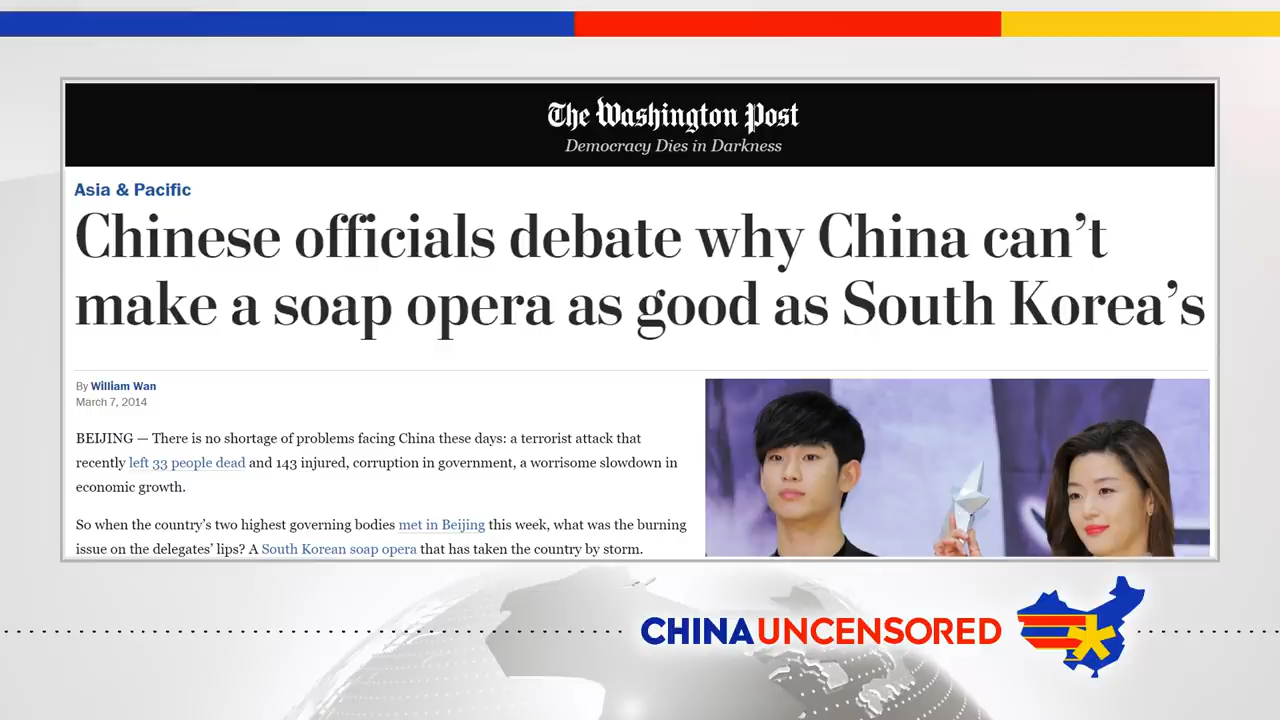 The Washington Post
Democracy Dies in Darkness
Asia & Pacific
Chinese officials debate why China can’t
make a soap opera as good as South Korea’s
By William Wan
March 7, 2014
BEIJING — There is no shortage of problems facing China these days: a terrorist attack that
recently left 33 people dead and 143 injured, corruption in government, a worrisome slowdown in
economic growth.
So when the country’s two highest governing bodies met in Beijing this week, what was the burning
issue on the delegates’ lips? A South Korean soap opera that has taken the country by storm.
CHINAUNCENSORED